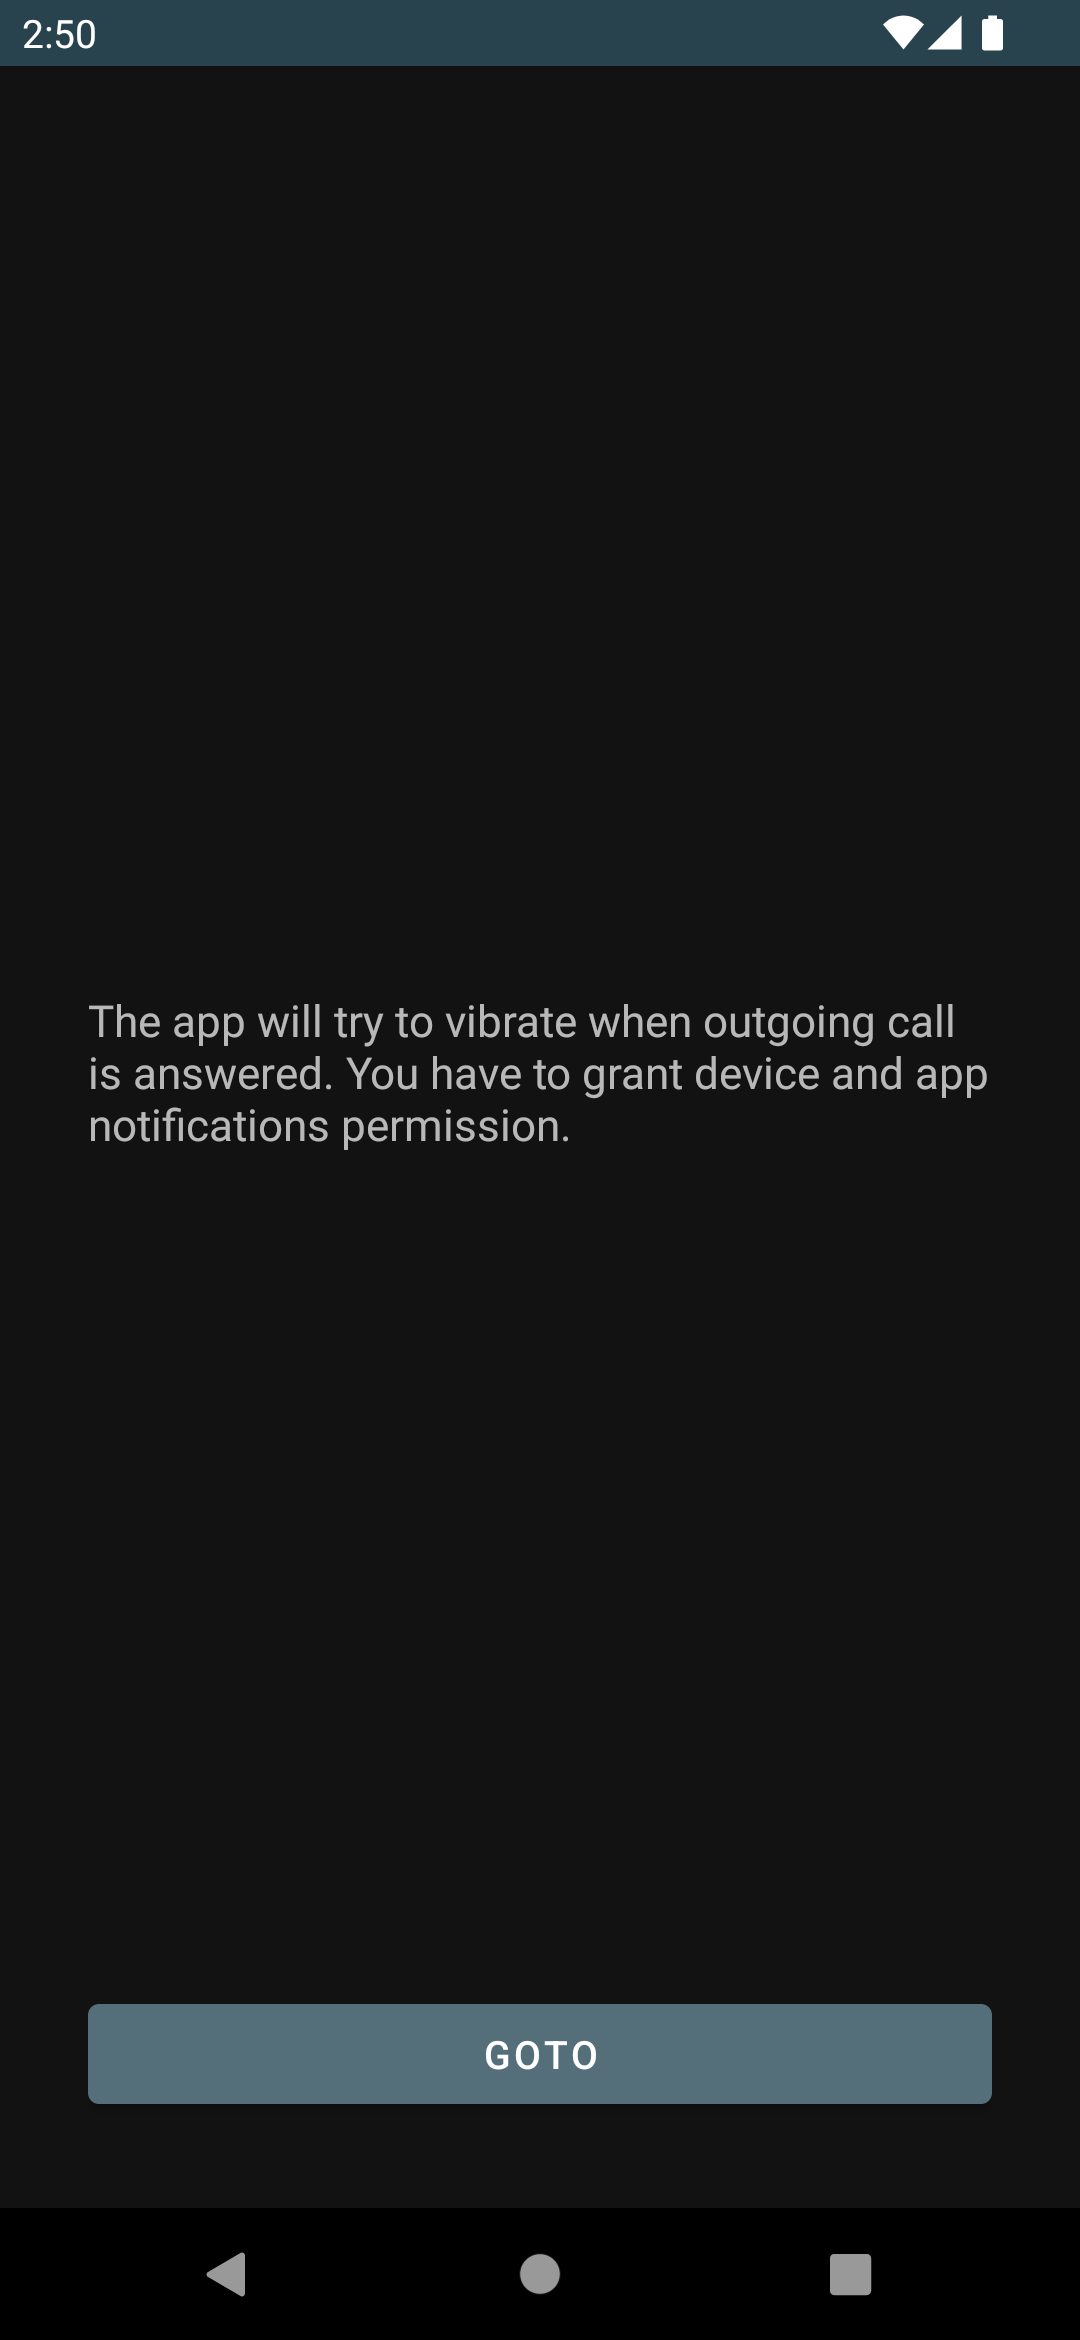 2:50
The app will try to vibrate when outgoing call
is answered. You have to grant device and app
notifications permission.
GOTO